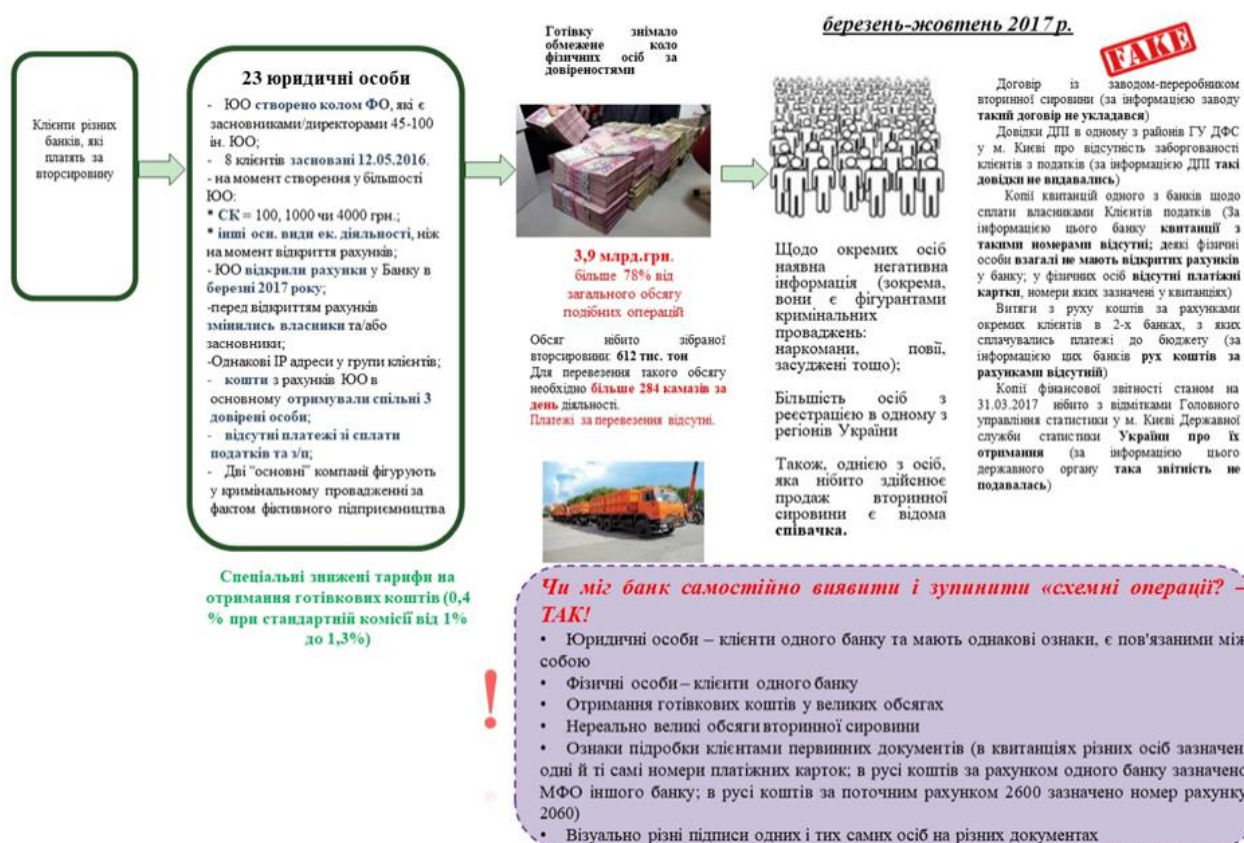 березень-жовтень 2017 р.
Клієнти різних
банків, які
платять за
вторсировину
23 юридичні особи
- ЮО створено колом ФО, які є
засновниками/директорами 45-100
ін. ЮО;
- 8 клієнтів засновані 12.05.2016.
- на момент створення у більшості
ЮО:
* СК = 100, 1000 чи 4000 грн.;
* інші осн. види ек. діяльності, ніж
на момент відкриття рахунків;
- ЮО відкрили рахунки у Банку в
березні 2017 року;
-перед відкриттям рахунків
змінились власники та/або
засновники;
-Однакові IP адреси у групи клієнтів;
- кошти з рахунків ЮО в
основному отримували спільні 3
довірені особи;
- відсутні платежі зі сплати
податків та з/п;
- Дві "основні" компанії фігурують
у кримінальному провадженні за
фактом фіктивного підприємництва
Спеціальні знижені тарифи на
отримання готівкових коштів (0,4
% при стандартній комісії від 1%
до 1,3%)
Готівку знімало
обмежене коло
фізичних осіб за
довіреностями
3,9 млрд.грн.
більше 78% від
загального обсягу
подібних операцій
Обсяг нібито зібраної
вторсировини: 612 тис. тон
Для перевезення такого обсягу
необхідно більше 284 камазів за
день діяльності.
Платежі за перевезення відсутні.
Щодо окремих осіб
наявна негативна
інформація (зокрема,
вони є фігурантами
кримінальних
проваджень:
наркомани, повії,
засуджені тощо);
Більшість осіб з
реєстрацією в одному з
регіонів України
Також, однією з осіб,
яка нібито здійснює
продаж вторинної
сировини є відома
співачка.
FAKE
Договір із заводом-переробником
вторинної сировини (за інформацією заводу
такий договір не укладався)
Довідки ДПІ в одному з районів ГУ ДФС
у м. Києві про відсутність заборгованості
клієнтів з податків (за інформацією ДПІ такі
довідки не видавались)
Копії квитанцій одного з банків щодо
сплати власниками Клієнтів податків (За
інформацією цього банку квитанції з
такими номерами відсутні; деякі фізичні
особи взагалі не мають відкритих рахунків
у банку; у фізичних осіб відсутні платіжні
картки, номери яких зазначені у квитанціях)
Витяги з руху коштів за рахунками
окремих клієнтів в 2-х банках, з яких
сплачувались платежі до бюджету (за
інформацією цих банків рух коштів за
рахунками відсутній)
Копії фінансової звітності станом на
31.03.2017 нібито з відмітками Головного
управління статистики у м. Києві Державної
служби статистики України про їх
отримання (за інформацією цього
державного органу така звітність не
подавалась)
!
Чи міг банк самостійно виявити і зупинити «схемні операції? –
ТАК!
• Юридичні особи – клієнти одного банку та мають однакові ознаки, є пов'язаними між
собою
• Фізичні особи – клієнти одного банку
• Отримання готівкових коштів у великих обсягах
• Нереально великі обсяги вторинної сировини
• Ознаки підробки клієнтами первинних документів (в квитанціях різних осіб зазначені
одні й ті самі номери платіжних карток; в русі коштів за рахунком одного банку зазначено
МФО іншого банку; в русі коштів за поточним рахунком 2600 зазначено номер рахунку
2060)
• Візуально різні підписи одних і тих самих осіб на різних документах